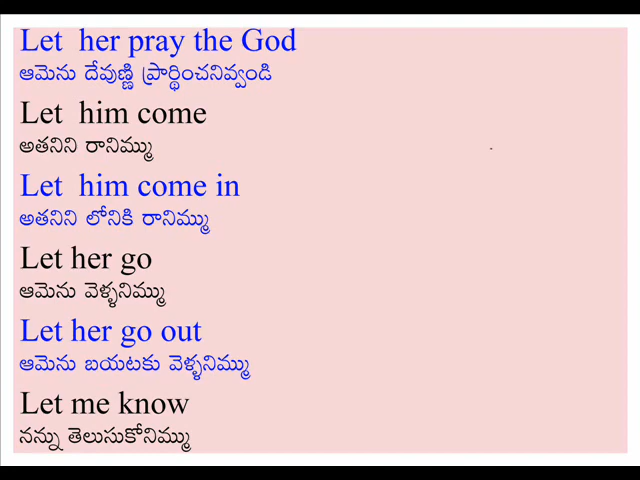 Let her pray the God
ఆమెను దేవుణ్ణి ప్రార్థించనివ్వండి
Let him come
అతనిని రానిమ్ము
Let him come in
అతనిని లోనికి రానిమ్ము
Let her go
ఆమెను వెళ్ళనిమ్ము
Let her go out
ఆమెను బయటకు వెళ్ళనిమ్ము
Let me know
నన్ను తెలుసుకోనిమ్ము